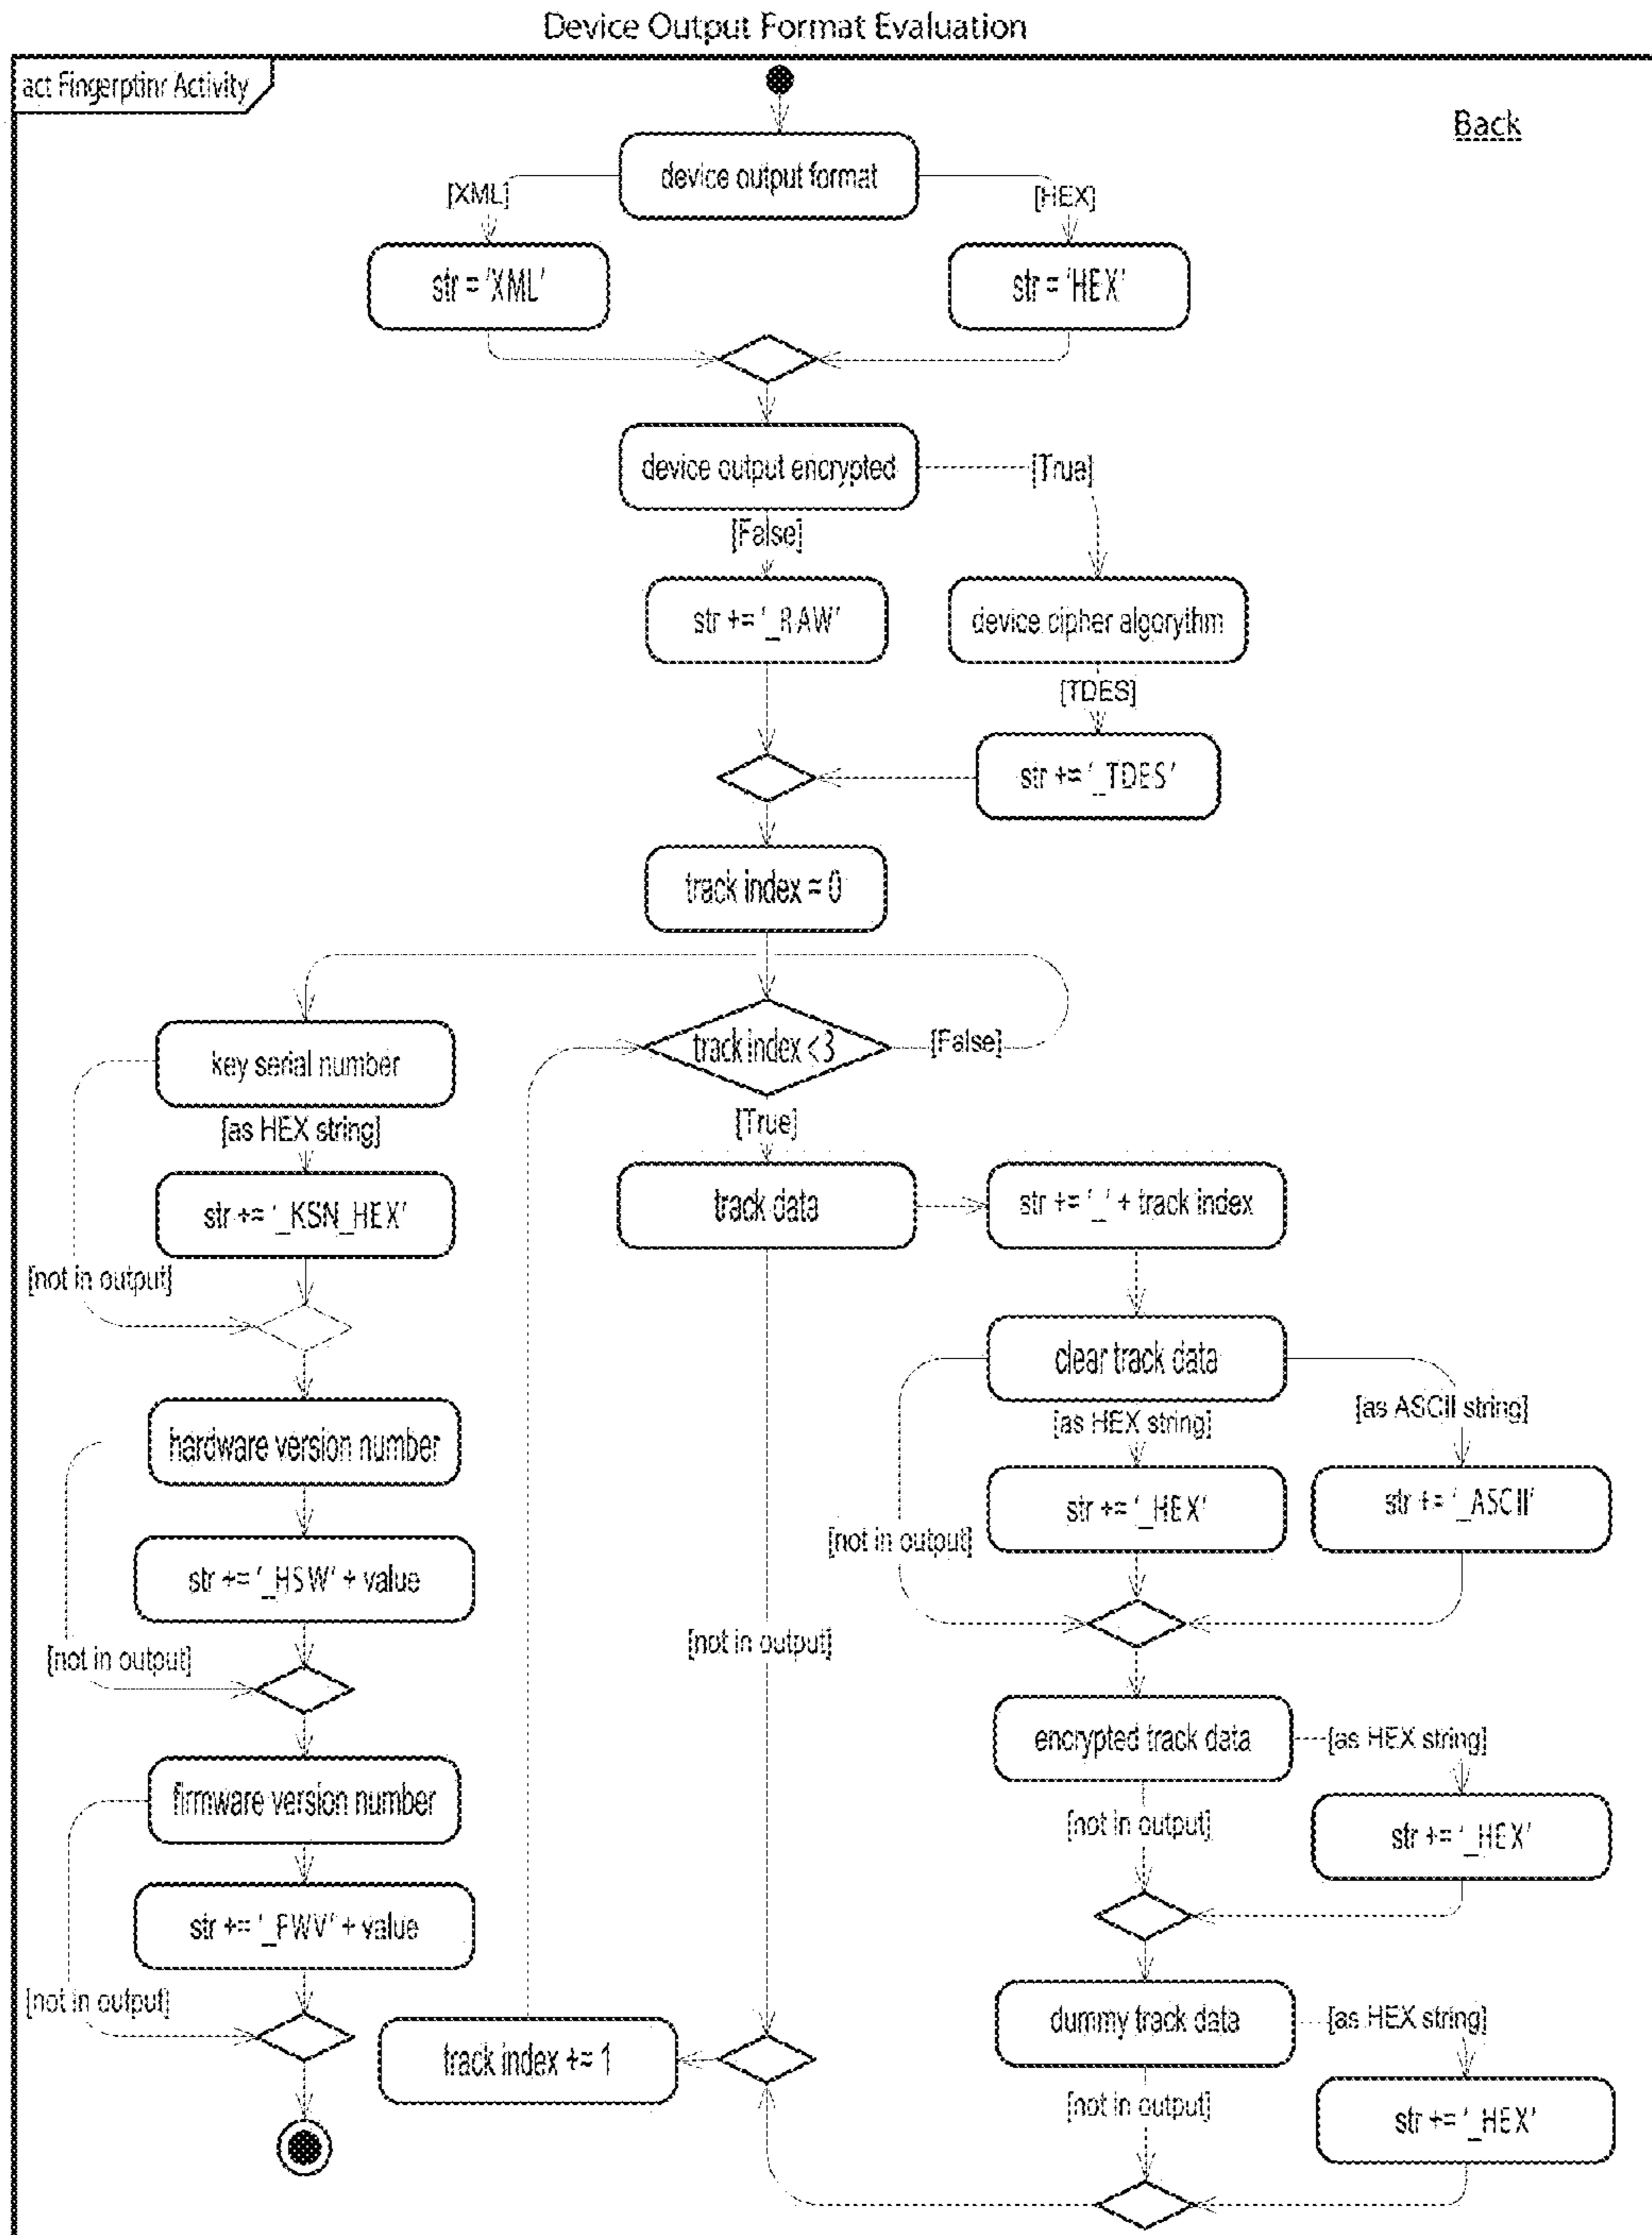 Device Output Format Evaluation
act Fingerptinr Activity
Back
device output format
[XML]
[HEX]
str = 'XML'
str = 'HEX'
device output encrypted
[Trua]
[False]
str += '_RAW'
device cipher algorythm
[TDES]
str += '_TDES'
track index = 0
key serial number
track index < 3
[False]
[as HEX string]
[True]
str += '_KSN_HEX'
track data
str += '_' + track index
[not in output]
clear track data
[as HEX string]
[as ASCII string]
hardware version number
str += '_HEX'
str += '_ASCII'
[not in output]
str += '_HSW' + value
[not in output]
[not in output]
encrypted track data
[as HEX string]
firmware version number
[not in output]
str += '_HEX'
str += '_FWV' + value
[not in output]
dummy track data
[as HEX string]
track index += 1
[not in output]
str += '_HEX'